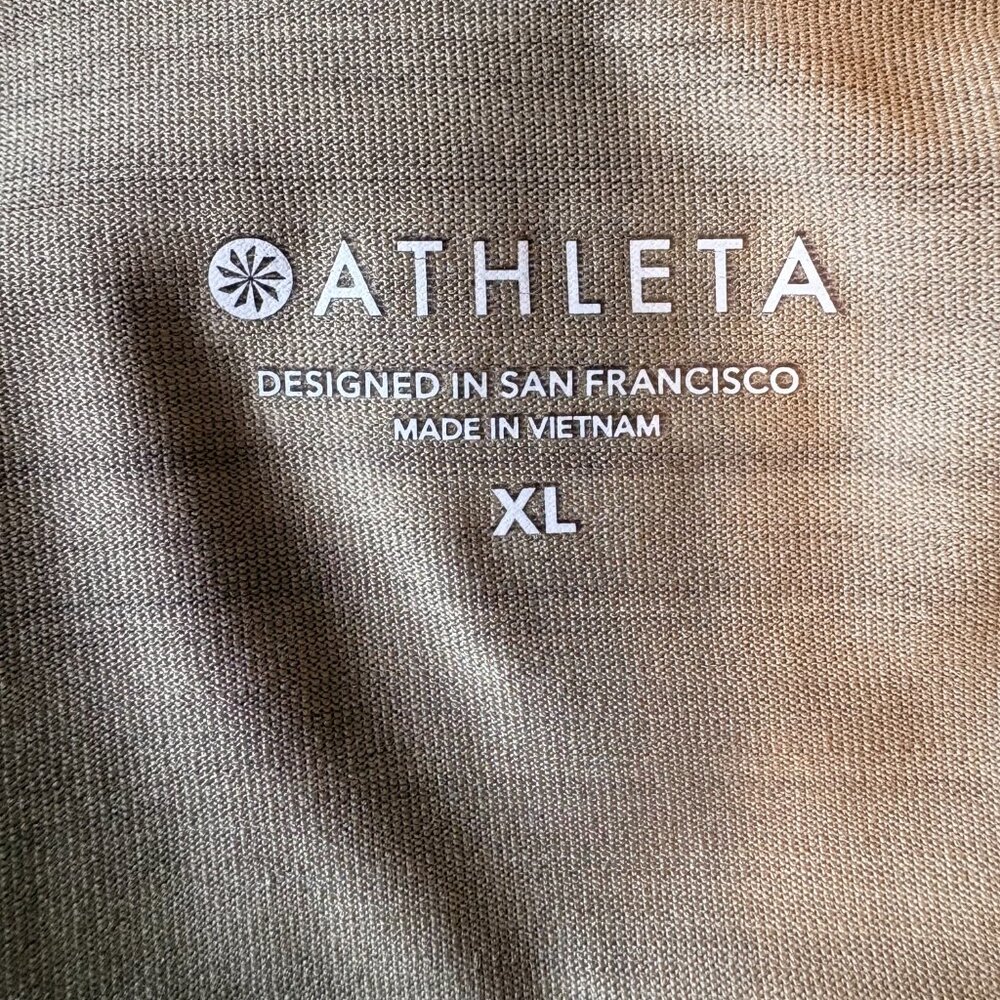 ATHLETA
DESIGNED IN SAN FRANCISCO
MADE IN VIETNAM
XL